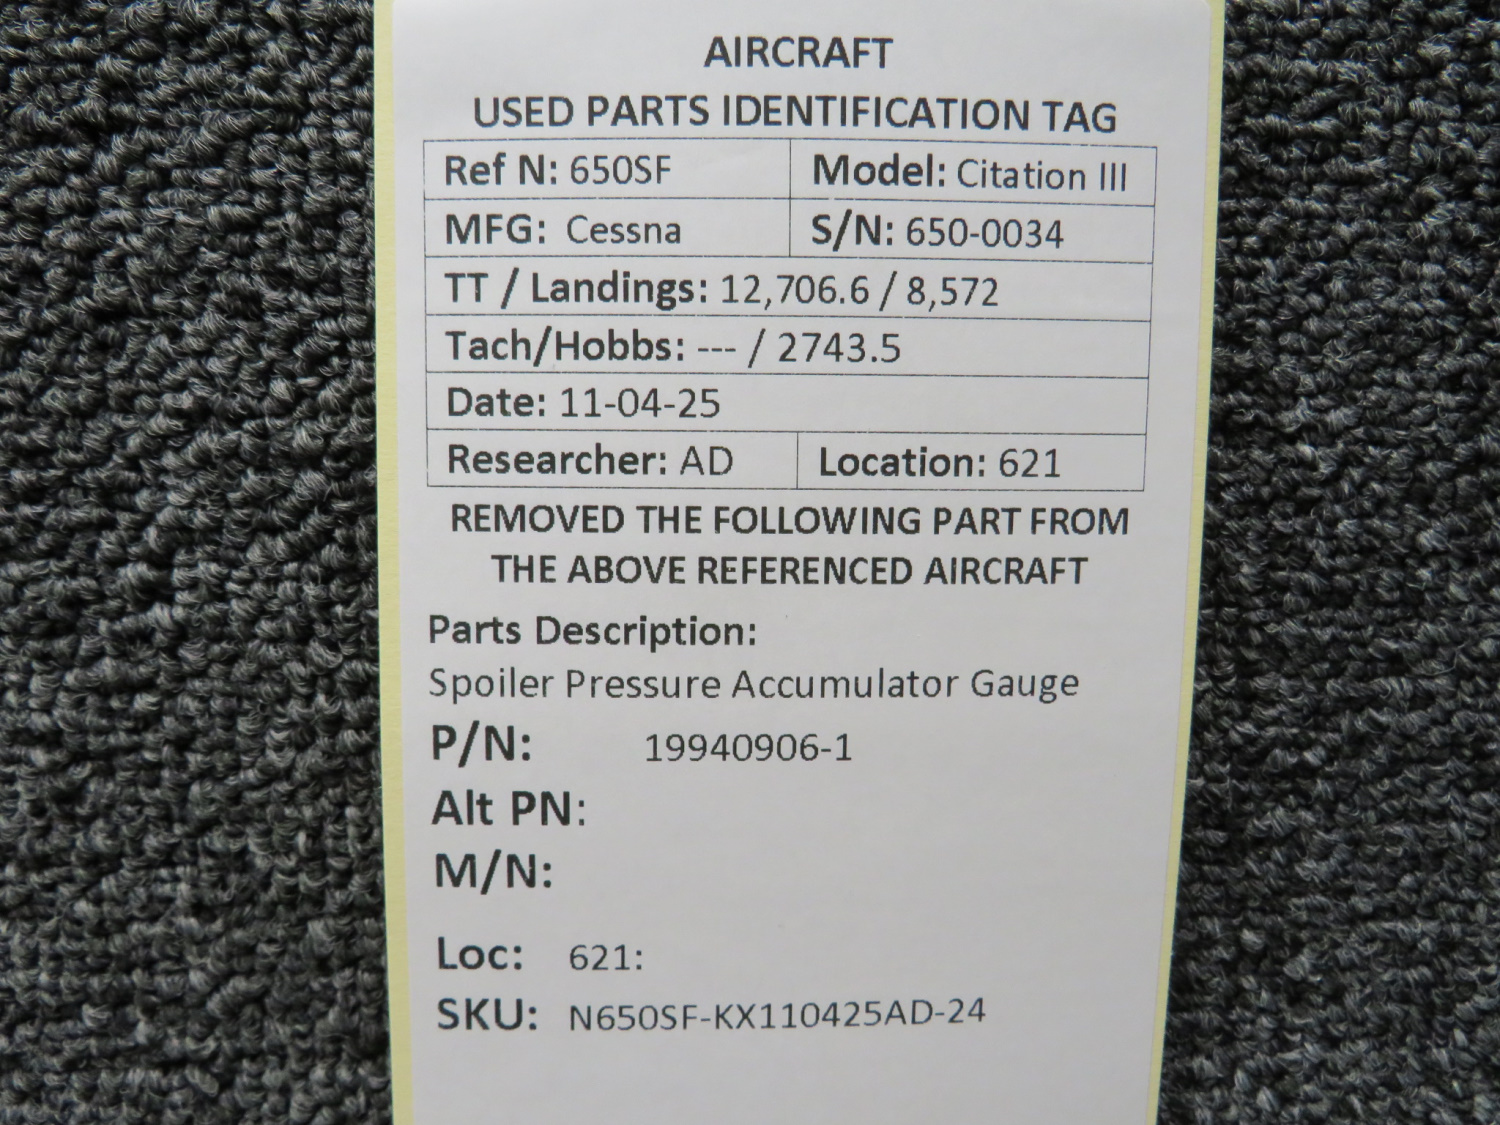 AIRCRAFT
USED PARTS IDENTIFICATION TAG
Ref N: 650SF Model: Citation III
MFG: Cessna S/N: 650-0034
TT / Landings: 12,706.6 / 8,572
Tach/Hobbs: --- / 2743.5
Date: 11-04-25
Researcher: AD Location: 621
REMOVED THE FOLLOWING PART FROM
THE ABOVE REFERENCED AIRCRAFT
Parts Description:
Spoiler Pressure Accumulator Gauge
P/N: 19940906-1
Alt PN:
M/N:
Loc: 621:
SKU: N650SF-KX110425AD-24